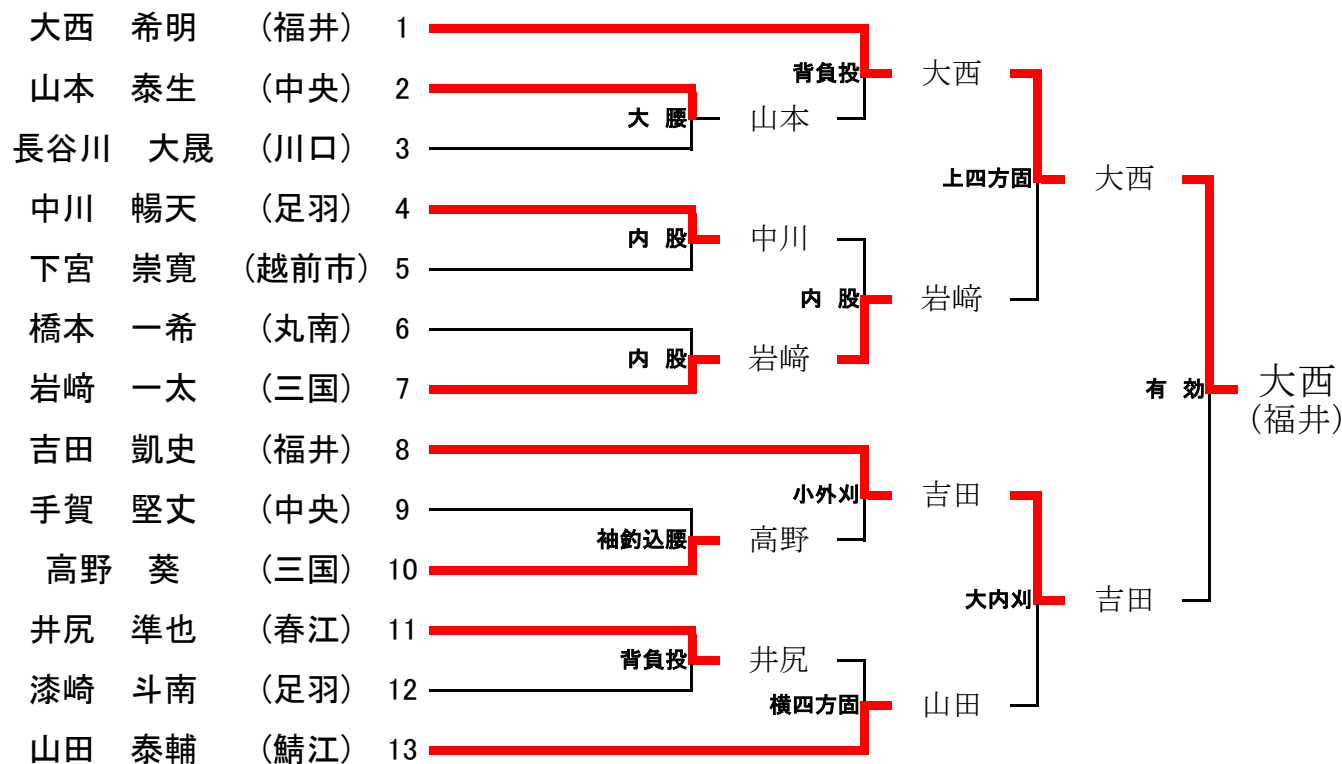 大西　希明　（福井）　1
背負投　大西
山本　泰生　（中央）　2
大　腰　山本
長谷川　大晟　（川口）　3
上四方固　大西
中川　暢天　（足羽）　4
内　股　中川
下宮　崇寛　（越前市）　5
内　股　岩﨑
橋本　一希　（丸南）　6
内　股　岩﨑
岩﨑　一太　（三国）　7
有　効　大西
（福井）
吉田　凱史　（福井）　8
小外刈　吉田
手賀　堅丈　（中央）　9
袖釣込腰　高野
高野　葵　（三国）　10
大内刈　吉田
井尻　準也　（春江）　11
背負投　井尻
漆崎　斗南　（足羽）　12
横四方固　山田
山田　泰輔　（鯖江）　13